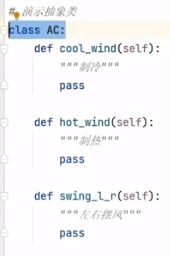 # 演示抽象类
class AC:
def cool_wind(self):
"""制冷"""
pass
def hot_wind(self):
"""制热"""
pass
def swing_l_r(self):
"""左右摆风"""
pass